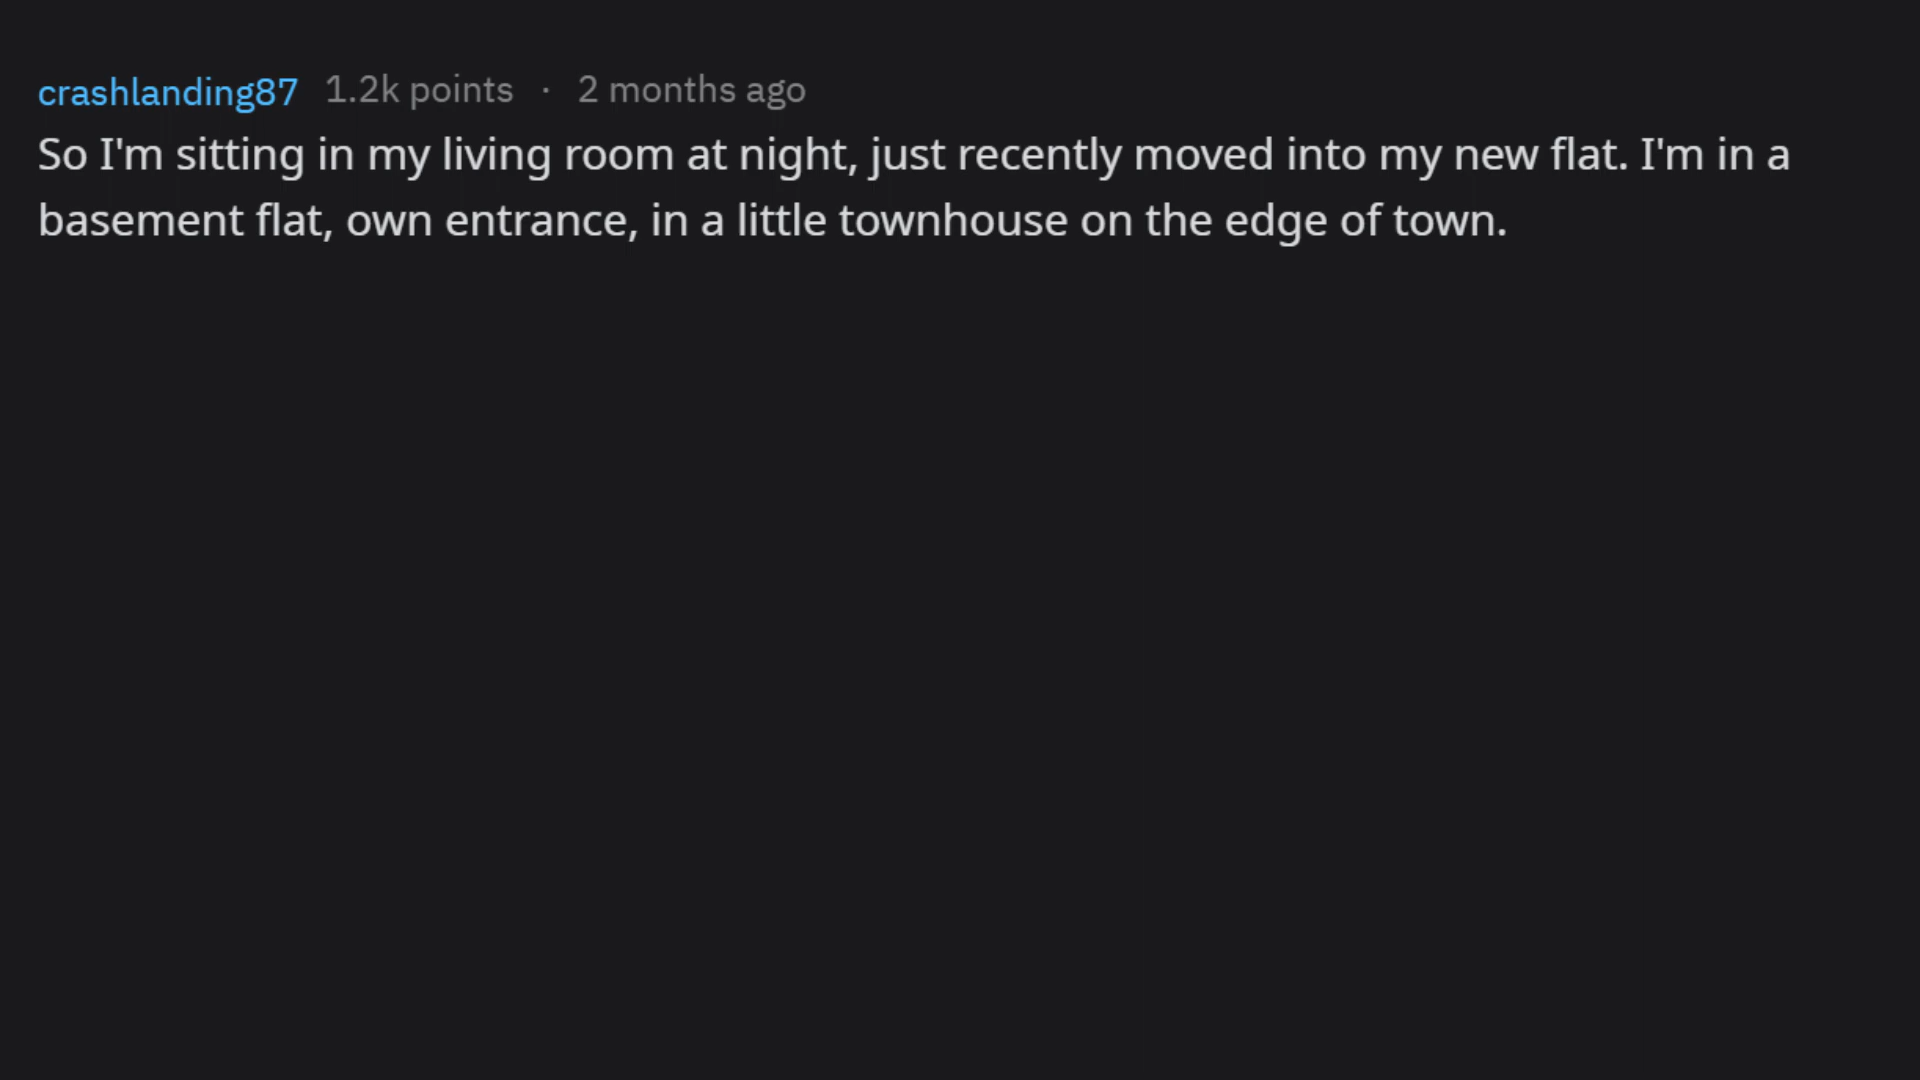 crashlanding87 1.2k points · 2 months ago
So I'm sitting in my living room at night, just recently moved into my new flat. I'm in a
basement flat, own entrance, in a little townhouse on the edge of town.